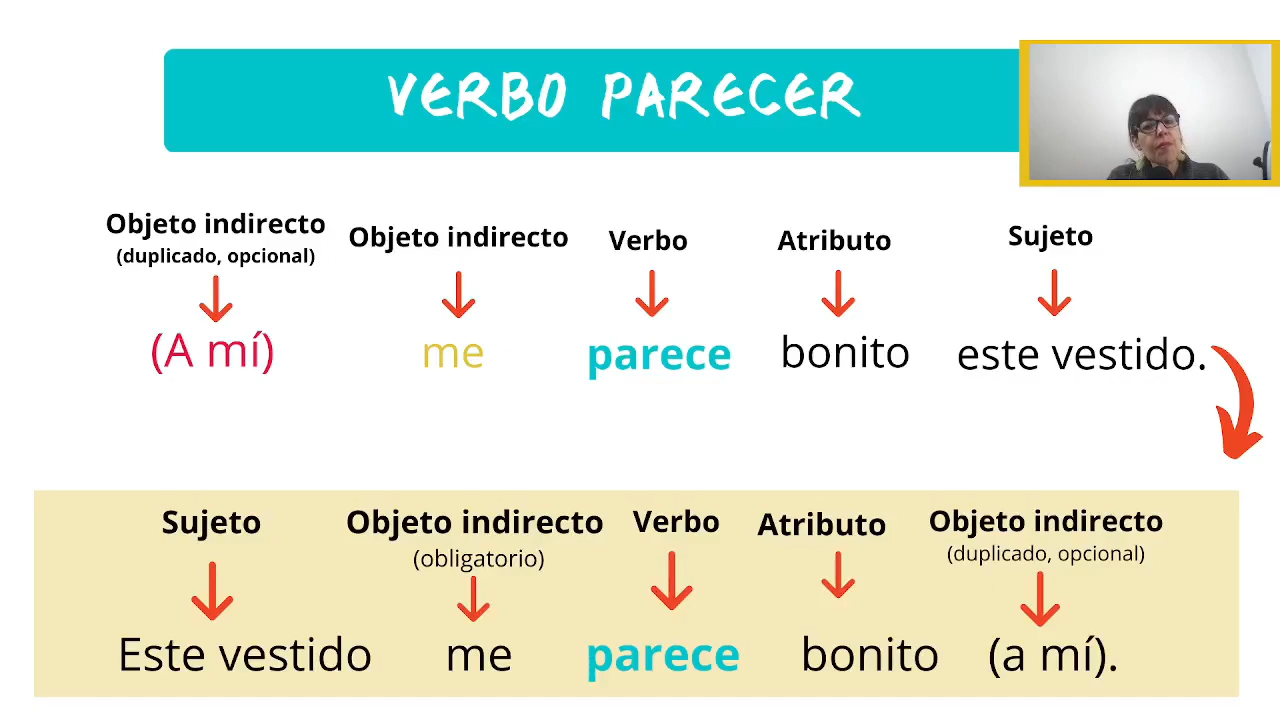 VERBO PARECER
Objeto indirecto
(duplicado, opcional)
Objeto indirecto
Verbo
Atributo
Sujeto
(A mí)
me
parece
bonito
este vestido.
Sujeto
Objeto indirecto
(obligatorio)
Verbo
Atributo
Objeto indirecto
(duplicado, opcional)
Este vestido
me
parece
bonito
(a mí).